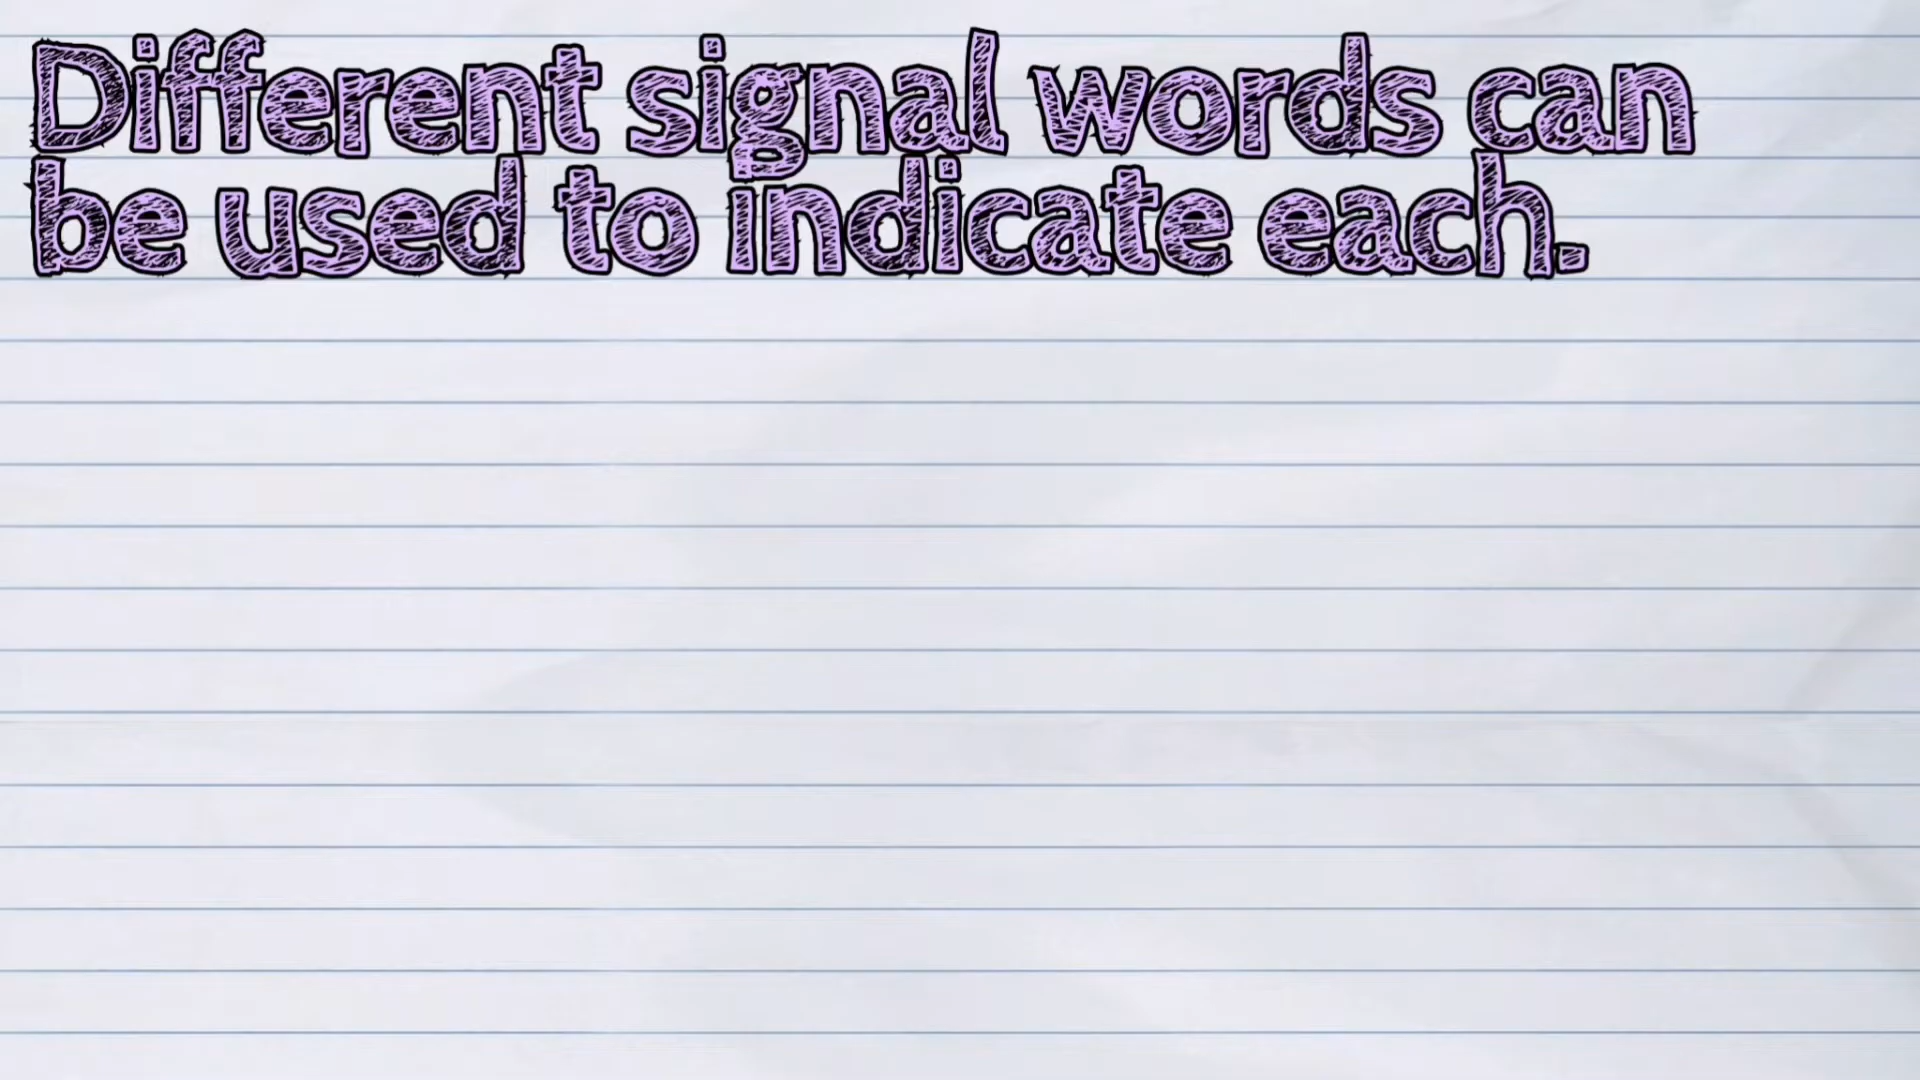 Different signal words can
be used to indicate each.